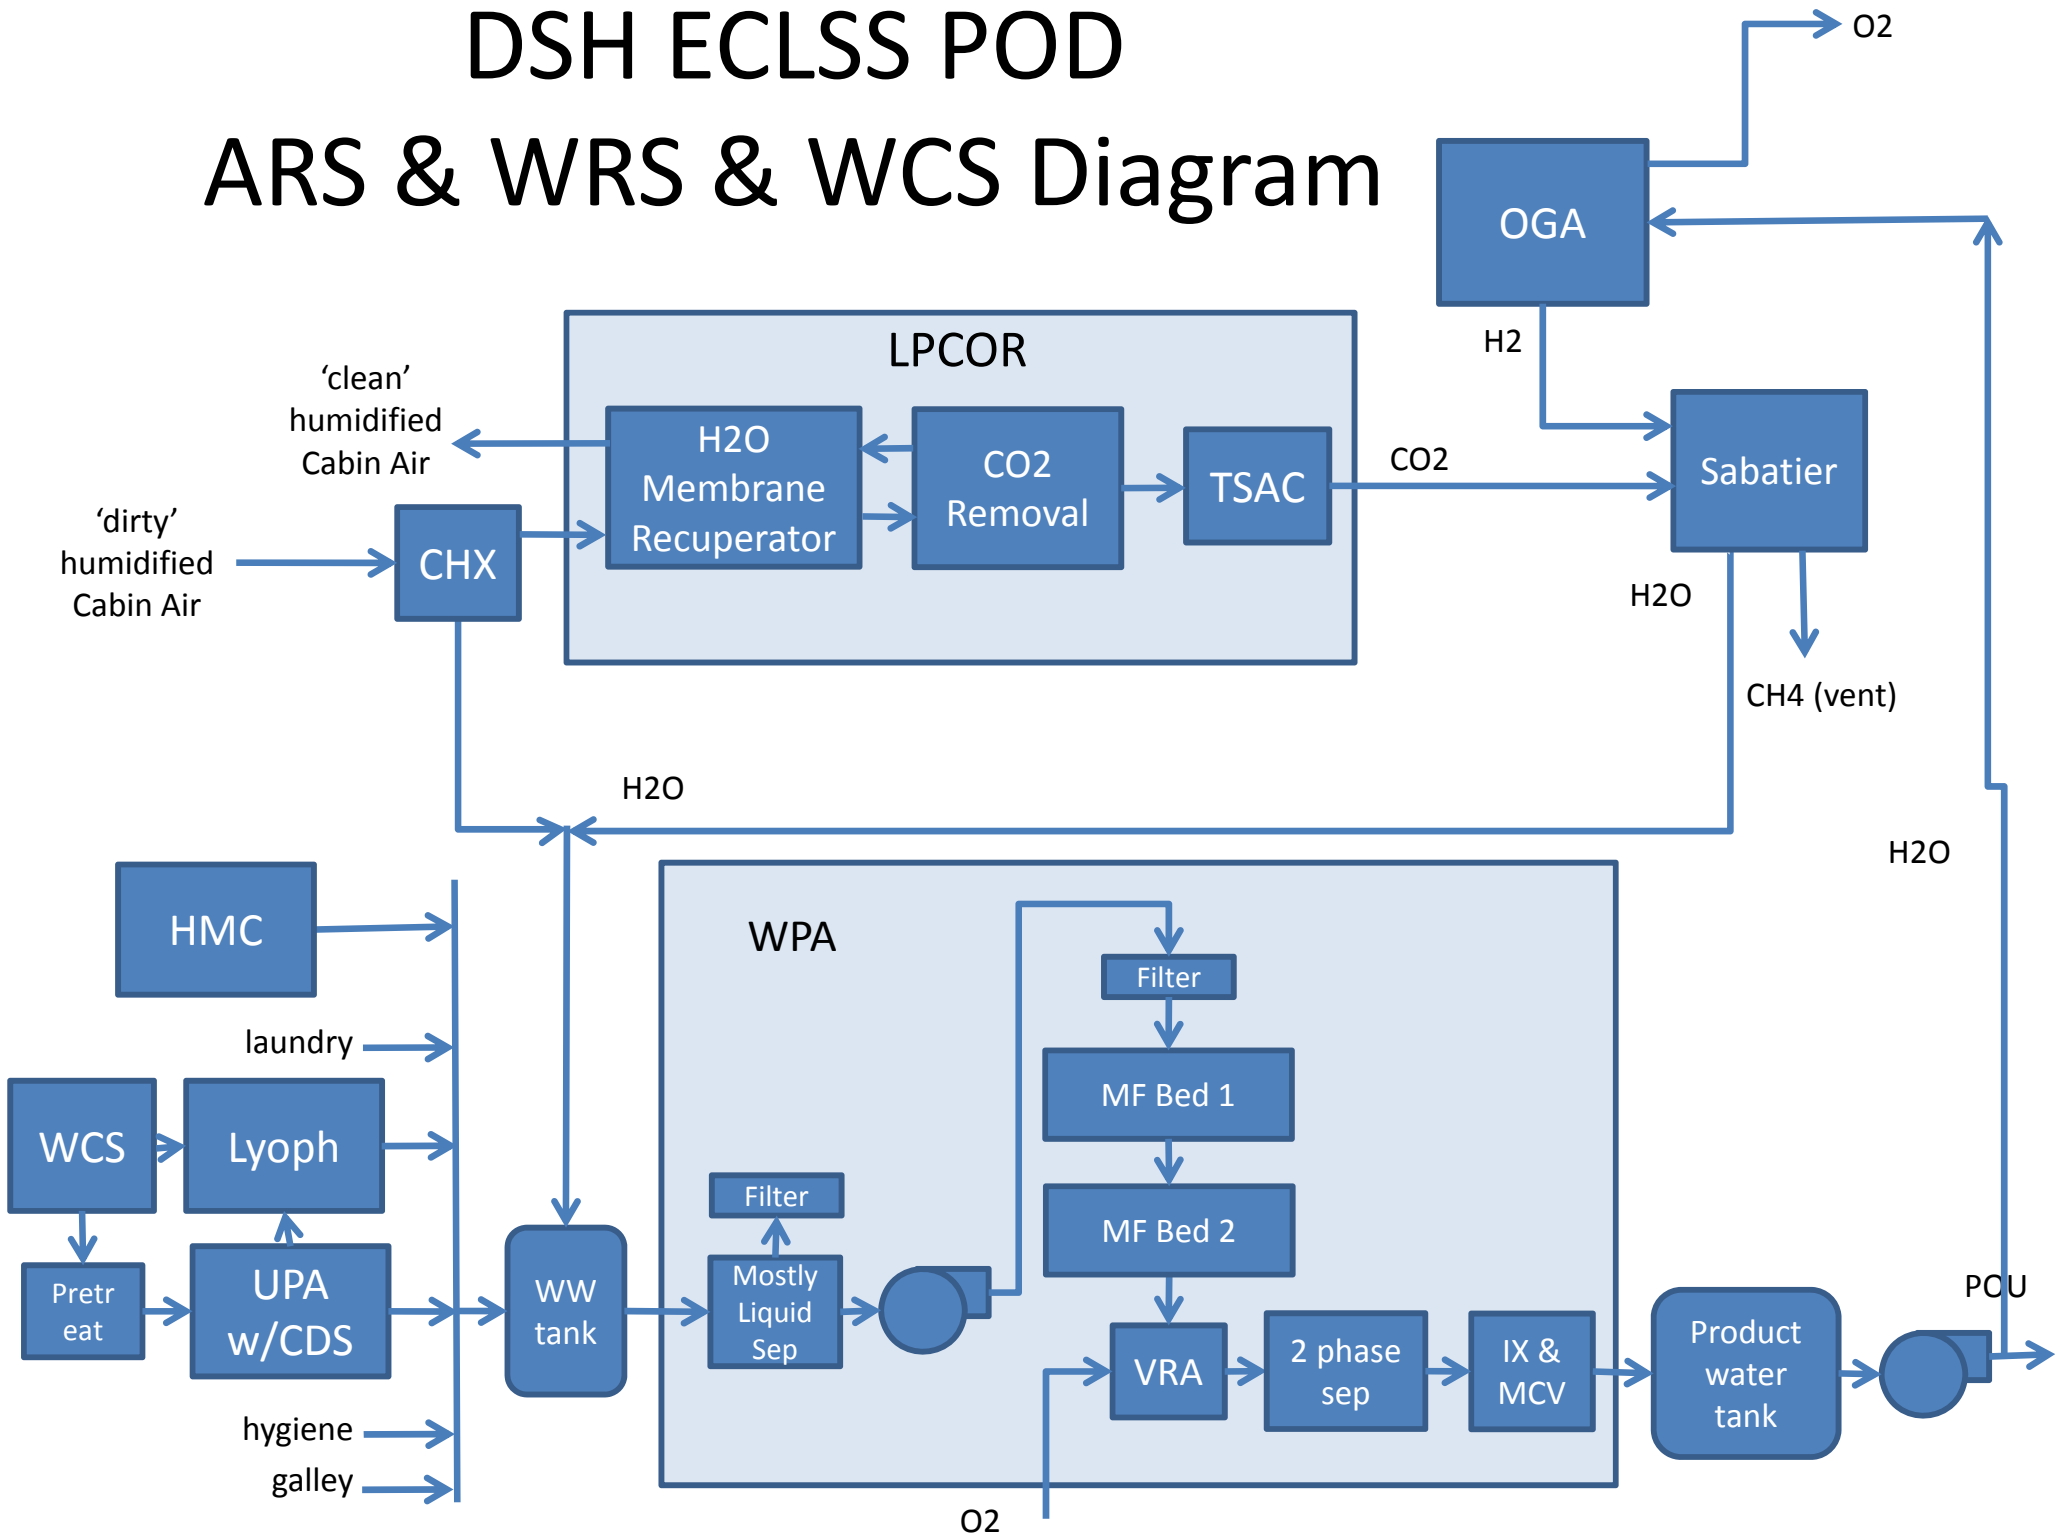 DSH ECLSS POD
ARS & WRS & WCS Diagram
O2
OGA
H2
LPCOR
'clean'
humidified
Cabin Air
H2O
Membrane
Recuperator
CO2
Removal
TSAC
CO2
Sabatier
'dirty'
humidified
Cabin Air
CHX
H2O
CH4 (vent)
H2O
H2O
HMC
WPA
Filter
laundry
MF Bed 1
WCS
Lyoph
Filter
MF Bed 2
Pretr
eat
UPA
w/CDS
WW
tank
Mostly
Liquid
Sep
VRA
2 phase
sep
IX &
MCV
Product
water
tank
POU
hygiene
galley
O2